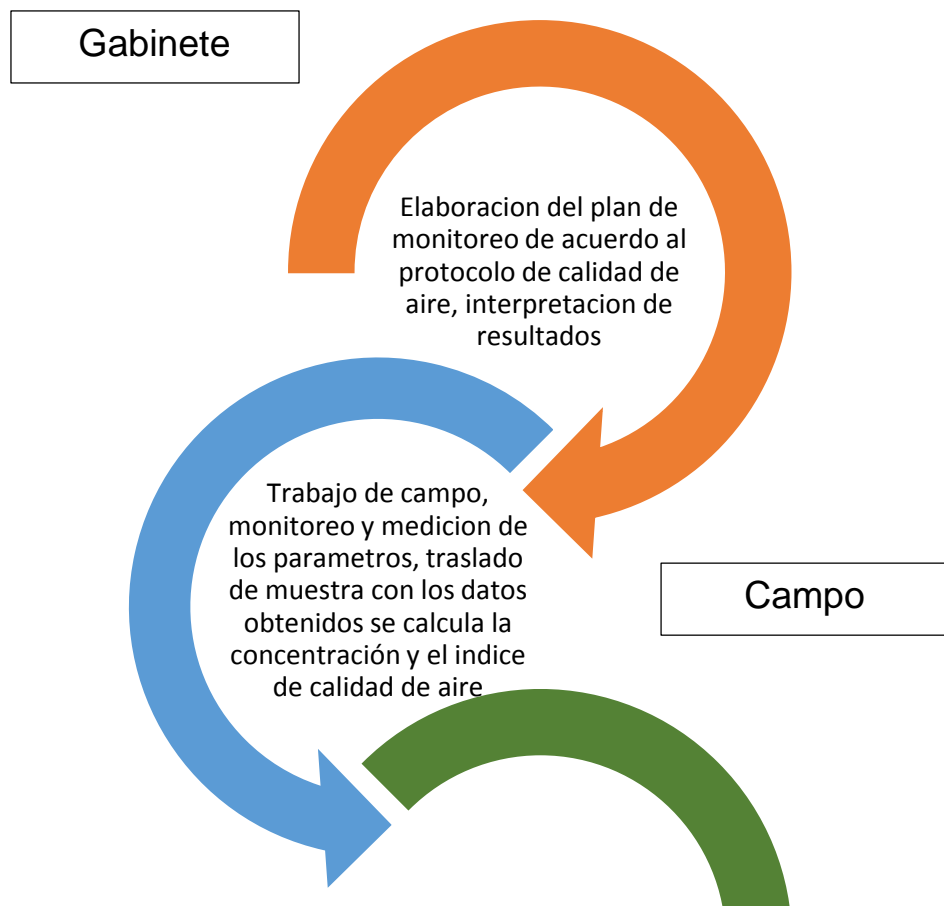 Gabinete
Elaboracion del plan de
monitoreo de acuerdo al
protocolo de calidad de
aire, interpretacion de
resultados
Trabajo de campo,
monitoreo y medicion de
los parametros, traslado
de muestra con los datos
obtenidos se calcula la
concentración y el indice
de calidad de aire
Campo